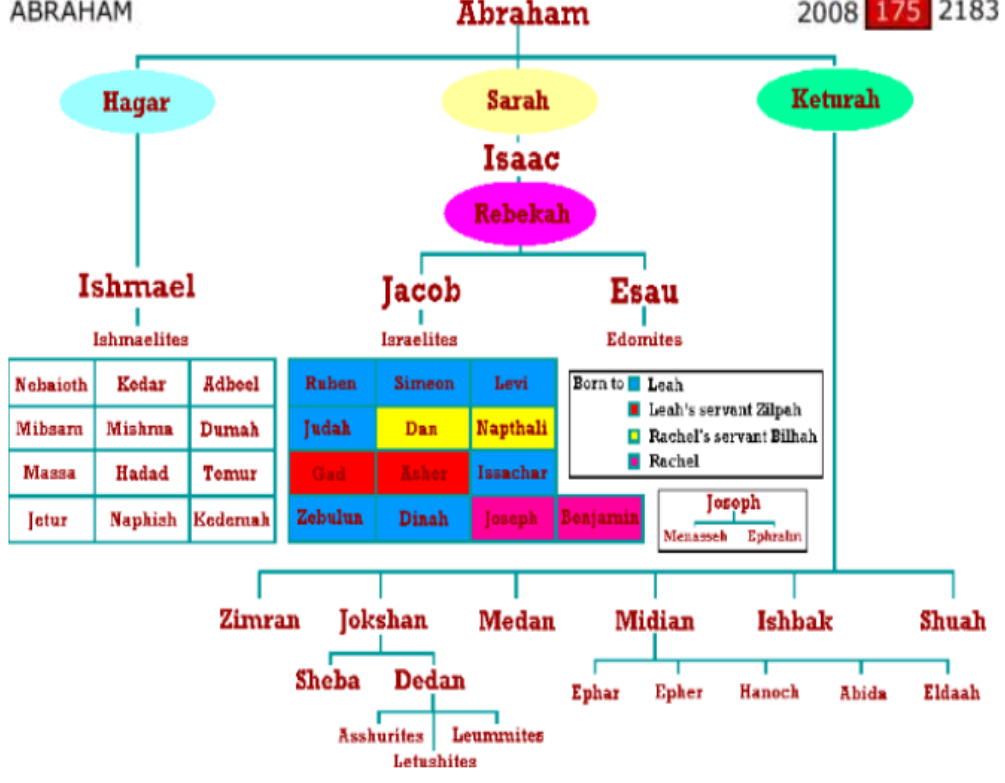 ABRAHAM Abraham 2008 175 2183
Hagar Sarah Keturah
Isaac
Rebekah
Ishmael Jacob Esau
Ishmaelites Israelites Edomites
Nebaioth Kedar Adbeel
Mibsam Mishma Dumah
Massa Hadad Temur
Jetur Naphish Kedemah
Ruben Simeon Levi
Judah Dan Napthali
Gad Asher Issachar
Zebulun Dinah Joseph Benjamin
Born to Leah
Leah's servant Zilpah
Rachel's servant Bilhah
Rachel
Joseph
Menasseh Ephraim
Zimran Jokshan Medan Midian Ishbak Shuah
Sheba Dedan
Ephar Epher Hanoch Abida Eldaah
Asshurites Leummites
Letushites